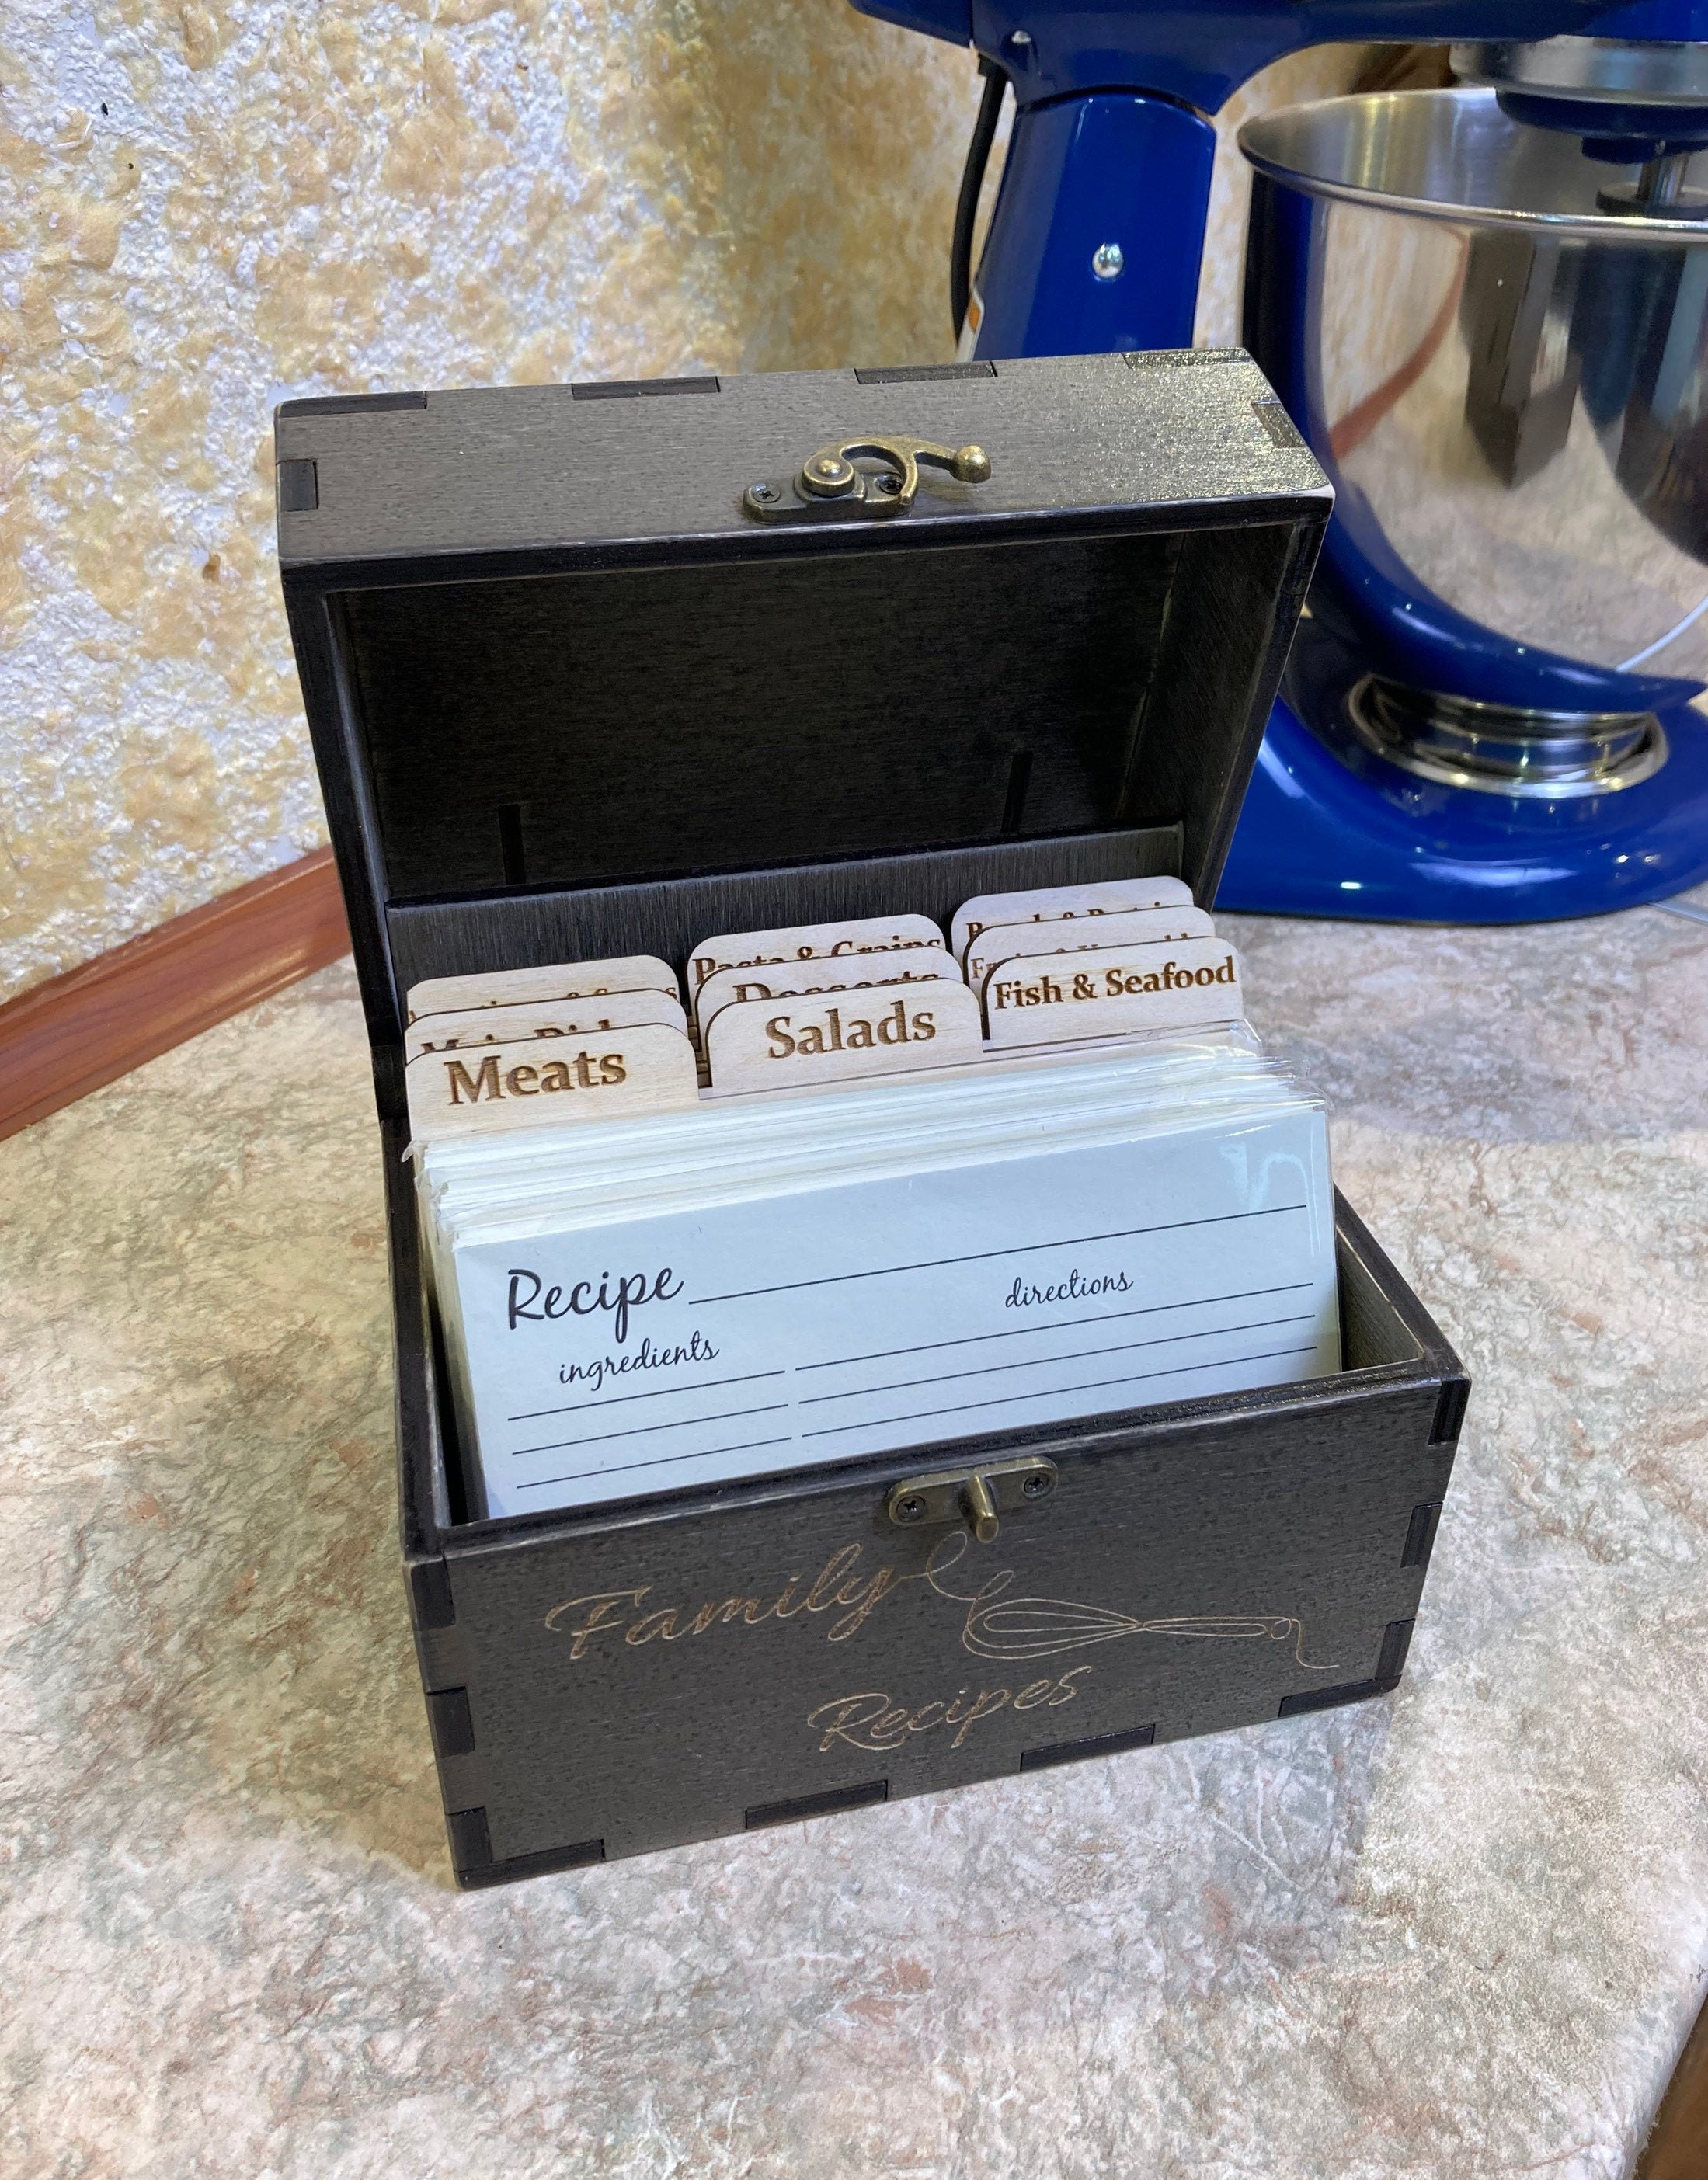 Pasta & Grains
Desserts
Meats
Salads
Fish & Seafood
Recipe
directions
ingredients
Family
Recipes